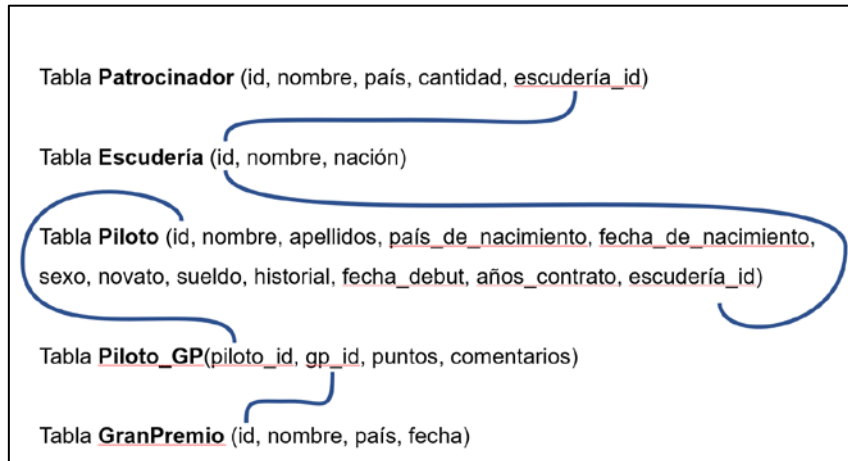 Tabla Patrocinador (id, nombre, país, cantidad, escudería_id)
Tabla Escudería (id, nombre, nación)
Tabla Piloto (id, nombre, apellidos, país_de_nacimiento, fecha_de_nacimiento,
sexo, novato, sueldo, historial, fecha_debut, años_contrato, escudería_id)
Tabla Piloto_GP(piloto_id, gp_id, puntos, comentarios)
Tabla GranPremio (id, nombre, país, fecha)